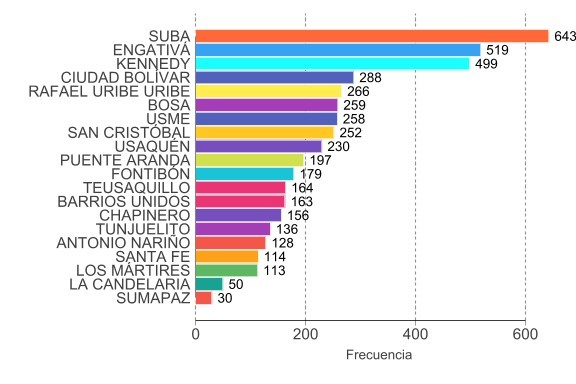 SUBA 643
ENGATIVÁ 519
KENNEDY 499
CIUDAD BOLÍVAR 288
RAFAEL URIBE URIBE 266
BOSA 259
USME 258
SAN CRISTÓBAL 252
USAQUÉN 230
PUENTE ARANDA 197
FONTIBÓN 179
TEUSAQUILLO 164
BARRIOS UNIDOS 163
CHAPINERO 156
TUNJUELITO 136
ANTONIO NARIÑO 128
SANTA FE 114
LOS MÁRTIRES 113
LA CANDELARIA 50
SUMAPAZ 30
0 200 400 600
Frecuencia